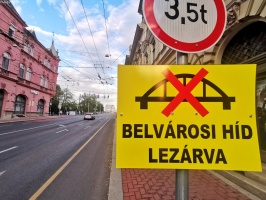 3,5t
BELVÁROSI HÍD
LEZÁRVA